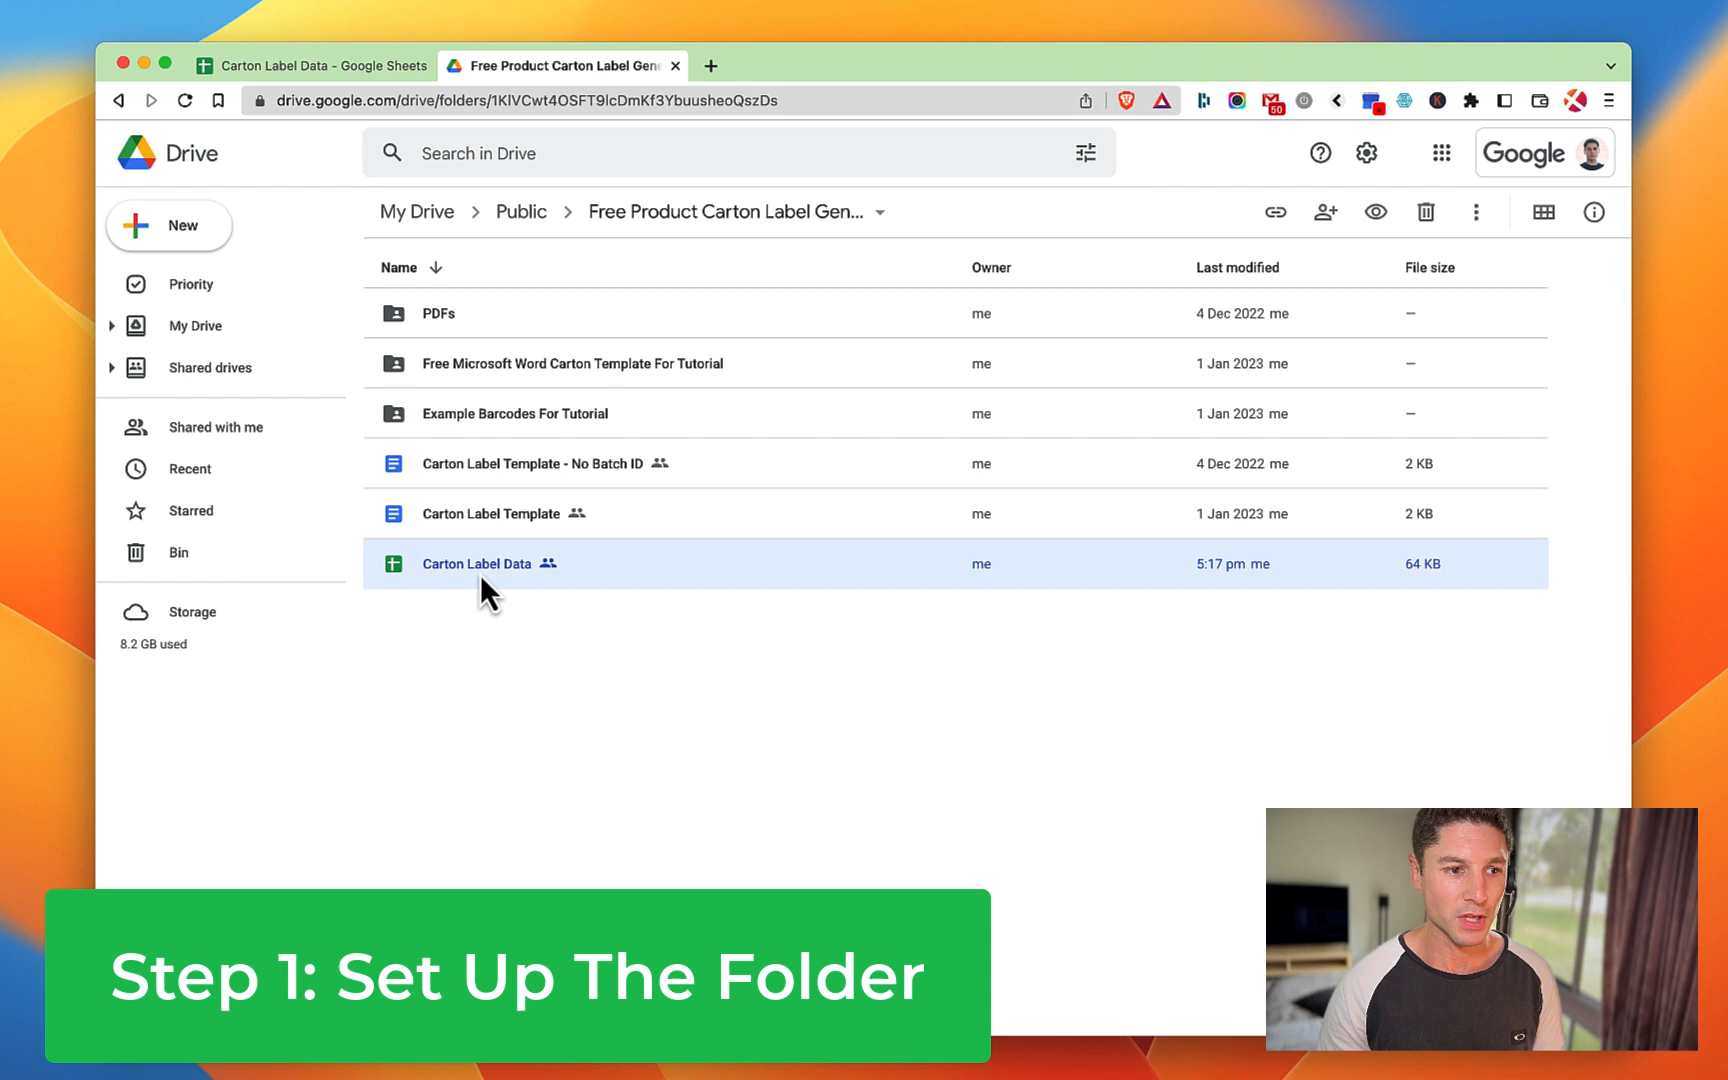 Carton Label Data - Google Sheets
Free Product Carton Label Gen
drive.google.com/drive/folders/1KlVCwt4OSFT9lcDmKf3YbuusheoQszDs
50
K
Drive
Search in Drive
Google
New
My Drive > Public > Free Product Carton Label Gen...
Priority
My Drive
Shared drives
Shared with me
Recent
Starred
Bin
Storage
8.2 GB used
Name Owner Last modified File size
PDFs me 4 Dec 2022 me –
Free Microsoft Word Carton Template For Tutorial me 1 Jan 2023 me –
Example Barcodes For Tutorial me 1 Jan 2023 me –
Carton Label Template - No Batch ID me 4 Dec 2022 me 2 KB
Carton Label Template me 1 Jan 2023 me 2 KB
Carton Label Data me 5:17 pm me 64 KB
Step 1: Set Up The Folder